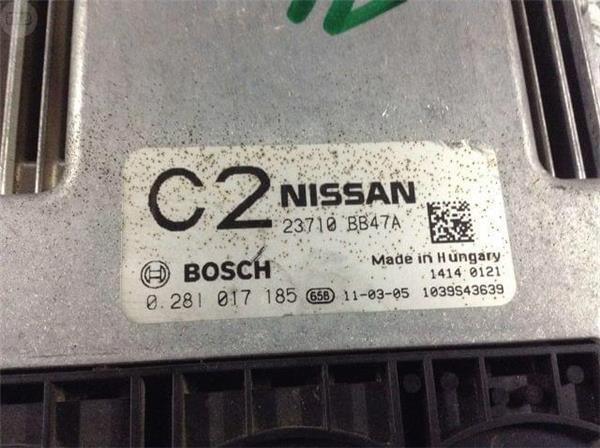 C2 NISSAN
23710 BB47A
BOSCH
Made in Hungary
1414 0121
0 281 017 185 658 11-03-05 1039S43639